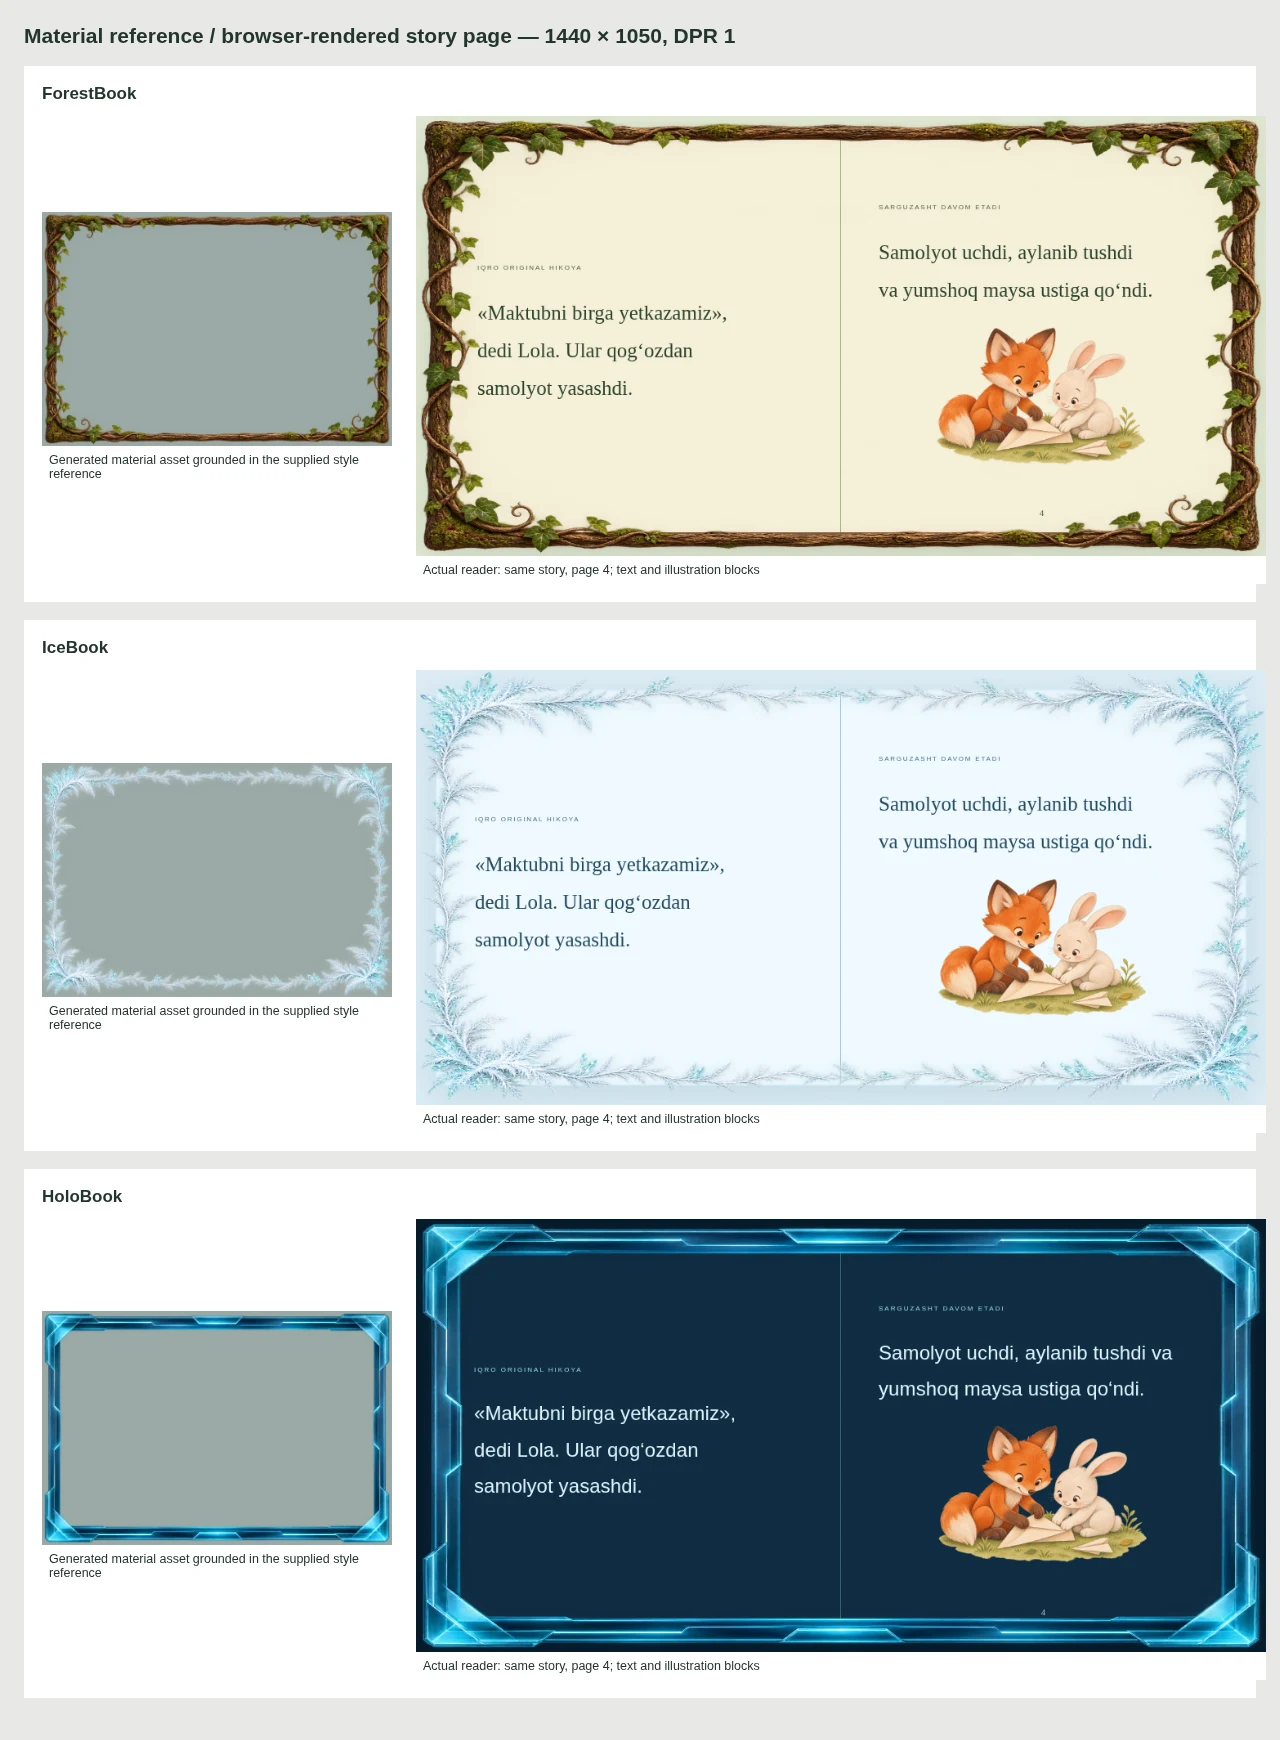 Material reference / browser-rendered story page — 1440 × 1050, DPR 1
ForestBook
Generated material asset grounded in the supplied style
reference
IQRO ORIGINAL HIKOYA
«Maktubni birga yetkazamiz»,
dedi Lola. Ular qog‘ozdan
samolyot yasashdi.
SARGUZASHT DAVOM ETADI
Samolyot uchdi, aylanib tushdi
va yumshoq maysa ustiga qo‘ndi.
4
Actual reader: same story, page 4; text and illustration blocks
IceBook
Generated material asset grounded in the supplied style
reference
IQRO ORIGINAL HIKOYA
«Maktubni birga yetkazamiz»,
dedi Lola. Ular qog‘ozdan
samolyot yasashdi.
SARGUZASHT DAVOM ETADI
Samolyot uchdi, aylanib tushdi
va yumshoq maysa ustiga qo‘ndi.
Actual reader: same story, page 4; text and illustration blocks
HoloBook
Generated material asset grounded in the supplied style
reference
IQRO ORIGINAL HIKOYA
«Maktubni birga yetkazamiz»,
dedi Lola. Ular qog‘ozdan
samolyot yasashdi.
SARGUZASHT DAVOM ETADI
Samolyot uchdi, aylanib tushdi va
yumshoq maysa ustiga qo‘ndi.
4
Actual reader: same story, page 4; text and illustration blocks